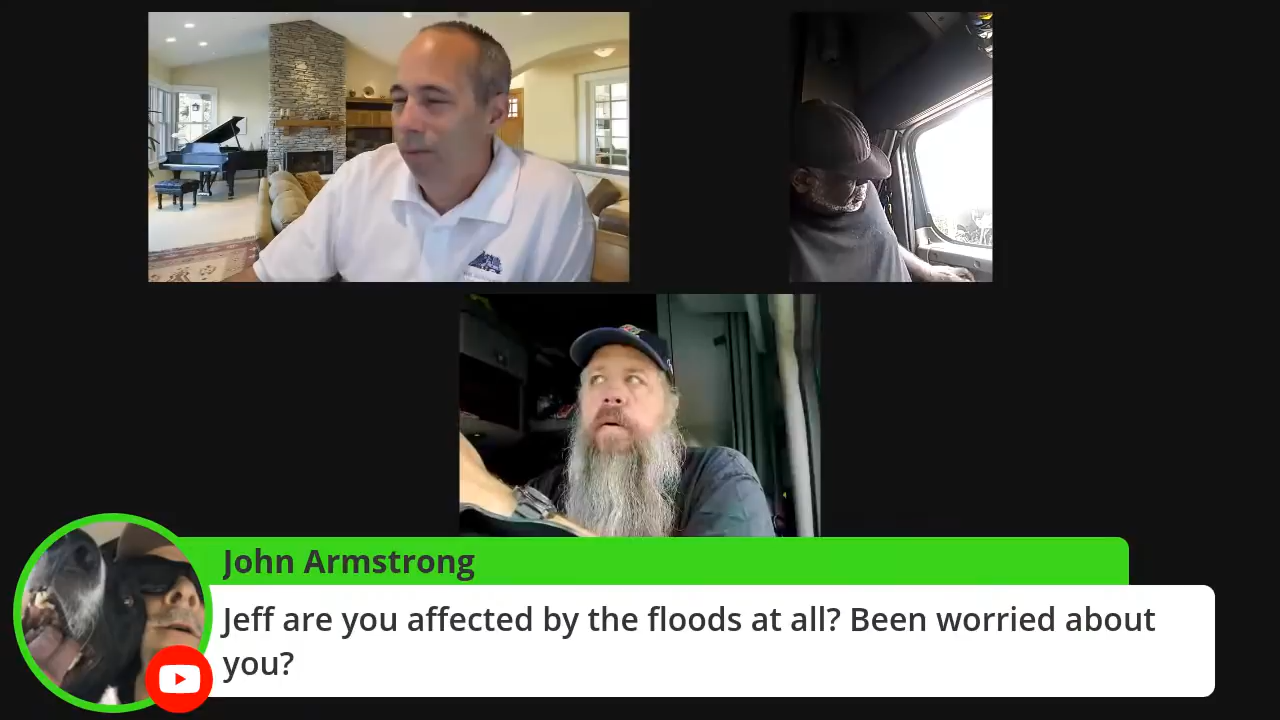 John Armstrong
Jeff are you affected by the floods at all? Been worried about
you?